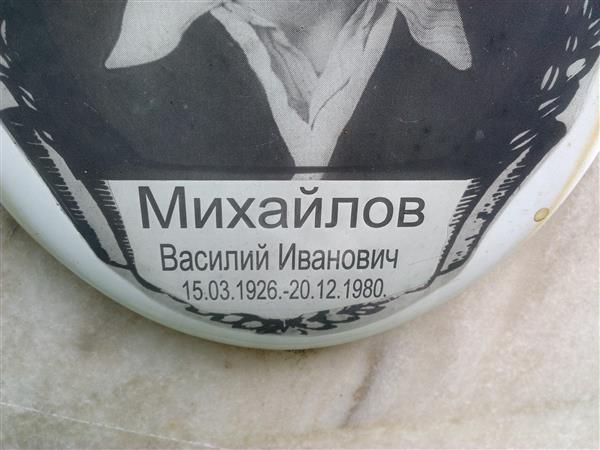 Михайлов
Василий Иванович
15.03.1926.-20.12.1980.